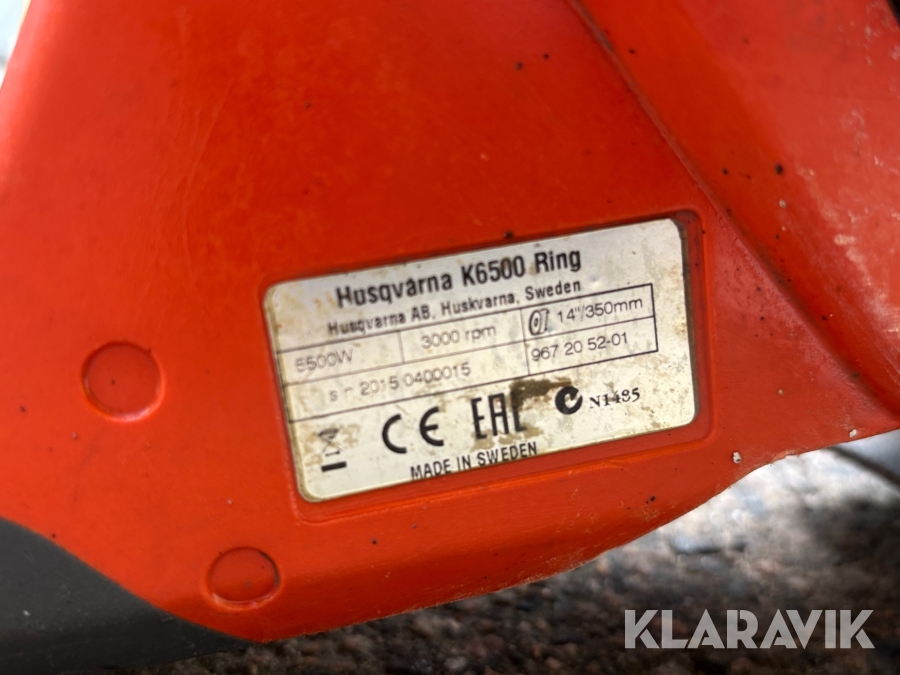 Husqvarna K6500 Ring
Husqvarna AB, Huskvarna, Sweden
5500W 3000 rpm 14"/350mm
s n 2015 0400015 967 20 52-01
CE EAC N1485
MADE IN SWEDEN
KLARAVIK